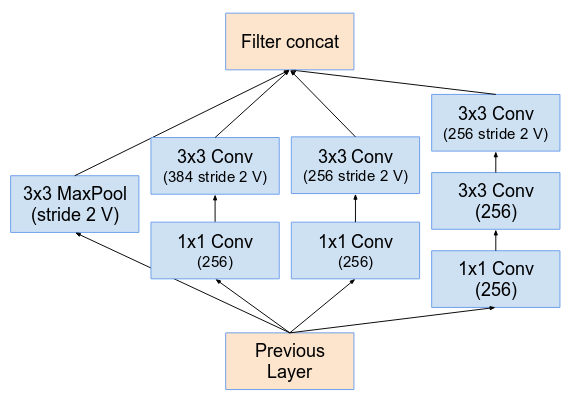 Filter concat
3x3 MaxPool
(stride 2 V)
3x3 Conv
(384 stride 2 V)
1x1 Conv
(256)
3x3 Conv
(256 stride 2 V)
1x1 Conv
(256)
3x3 Conv
(256 stride 2 V)
3x3 Conv
(256)
1x1 Conv
(256)
Previous
Layer